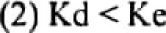 (2) Kd < Ke